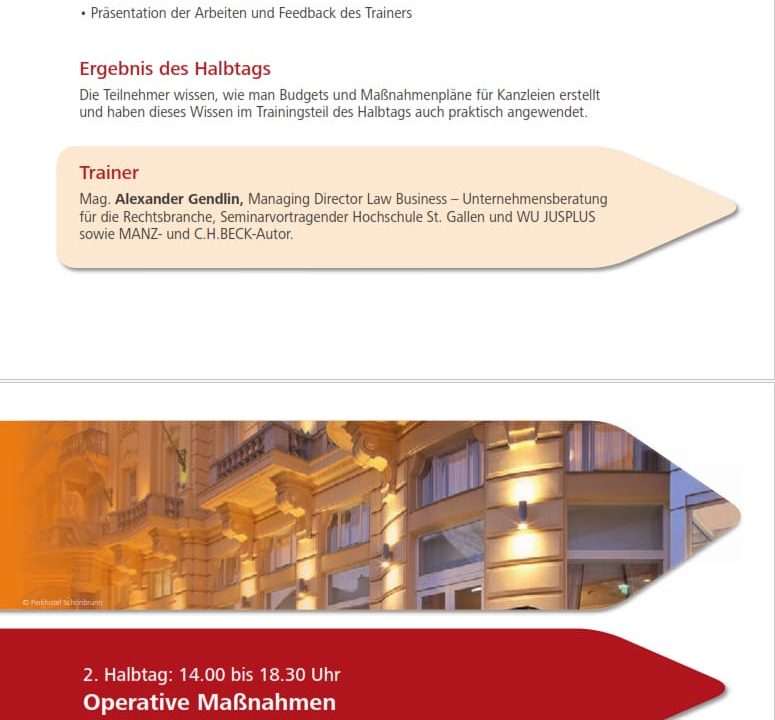 • Präsentation der Arbeiten und Feedback des Trainers
Ergebnis des Halbtags
Die Teilnehmer wissen, wie man Budgets und Maßnahmenpläne für Kanzleien erstellt
und haben dieses Wissen im Trainingsteil des Halbtags auch praktisch angewendet.
Trainer
Mag. Alexander Gendlin, Managing Director Law Business – Unternehmensberatung
für die Rechtsbranche, Seminarvortragender Hochschule St. Gallen und WU JUSPLUS
sowie MANZ- und C.H.BECK-Autor.
© Parkhotel Schönbrunn
2. Halbtag: 14.00 bis 18.30 Uhr
Operative Maßnahmen